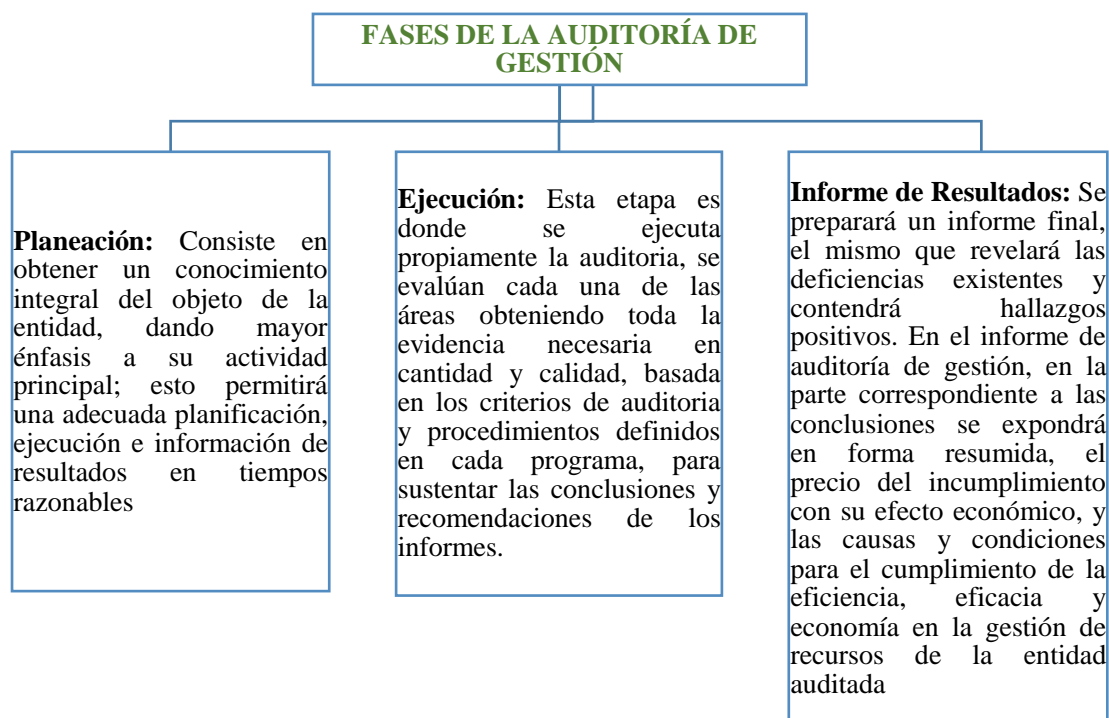 FASES DE LA AUDITORÍA DE
GESTIÓN
Planeación: Consiste en
obtener un conocimiento
integral del objeto de la
entidad, dando mayor
énfasis a su actividad
principal; esto permitirá
una adecuada planificación,
ejecución e información de
resultados en tiempos
razonables
Ejecución: Esta etapa es
donde se ejecuta
propiamente la auditoria, se
evalúan cada una de las
áreas obteniendo toda la
evidencia necesaria en
cantidad y calidad, basada
en los criterios de auditoria
y procedimientos definidos
en cada programa, para
sustentar las conclusiones y
recomendaciones de los
informes.
Informe de Resultados: Se
preparará un informe final,
el mismo que revelará las
deficiencias existentes y
contendrá hallazgos
positivos. En el informe de
auditoría de gestión, en la
parte correspondiente a las
conclusiones se expondrá
en forma resumida, el
precio del incumplimiento
con su efecto económico, y
las causas y condiciones
para el cumplimiento de la
eficiencia, eficacia y
economía en la gestión de
recursos de la entidad
auditada